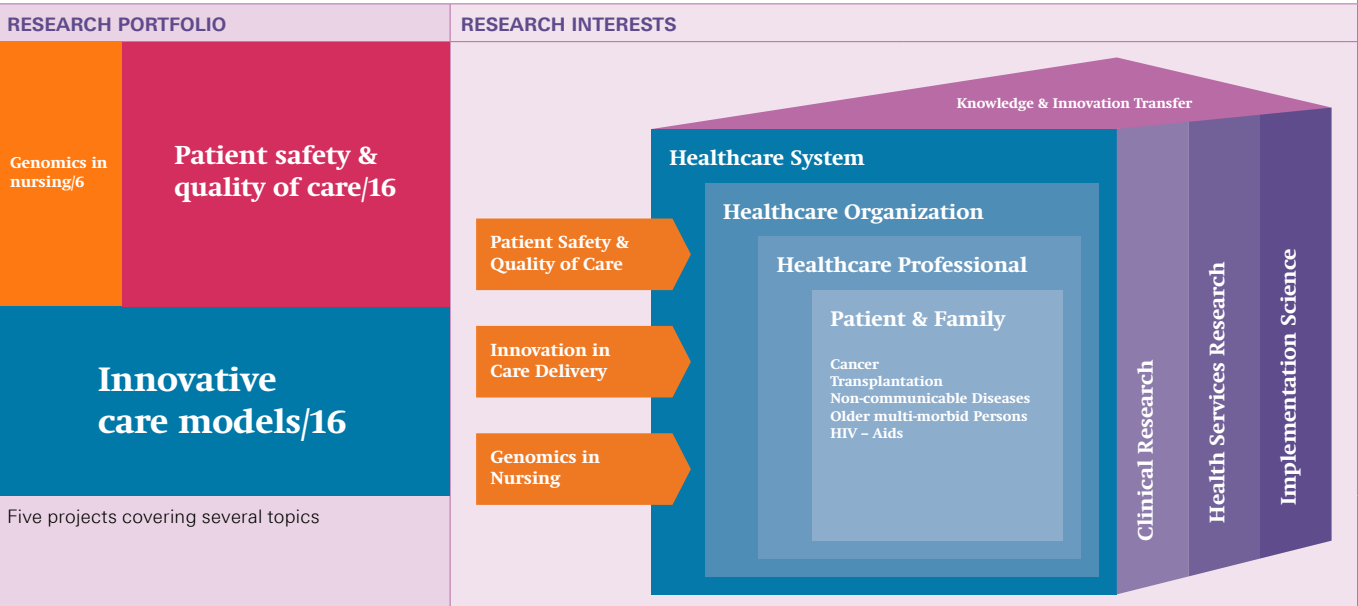 RESEARCH PORTFOLIO
Genomics in
nursing/6
Patient safety &
quality of care/16
Innovative
care models/16
Five projects covering several topics
RESEARCH INTERESTS
Knowledge & Innovation Transfer
Healthcare System
Healthcare Organization
Healthcare Professional
Patient & Family
Cancer
Transplantation
Non-communicable Diseases
Older multi-morbid Persons
HIV – Aids
Patient Safety &
Quality of Care
Innovation in
Care Delivery
Genomics in
Nursing
Clinical Research
Health Services Research
Implementation Science